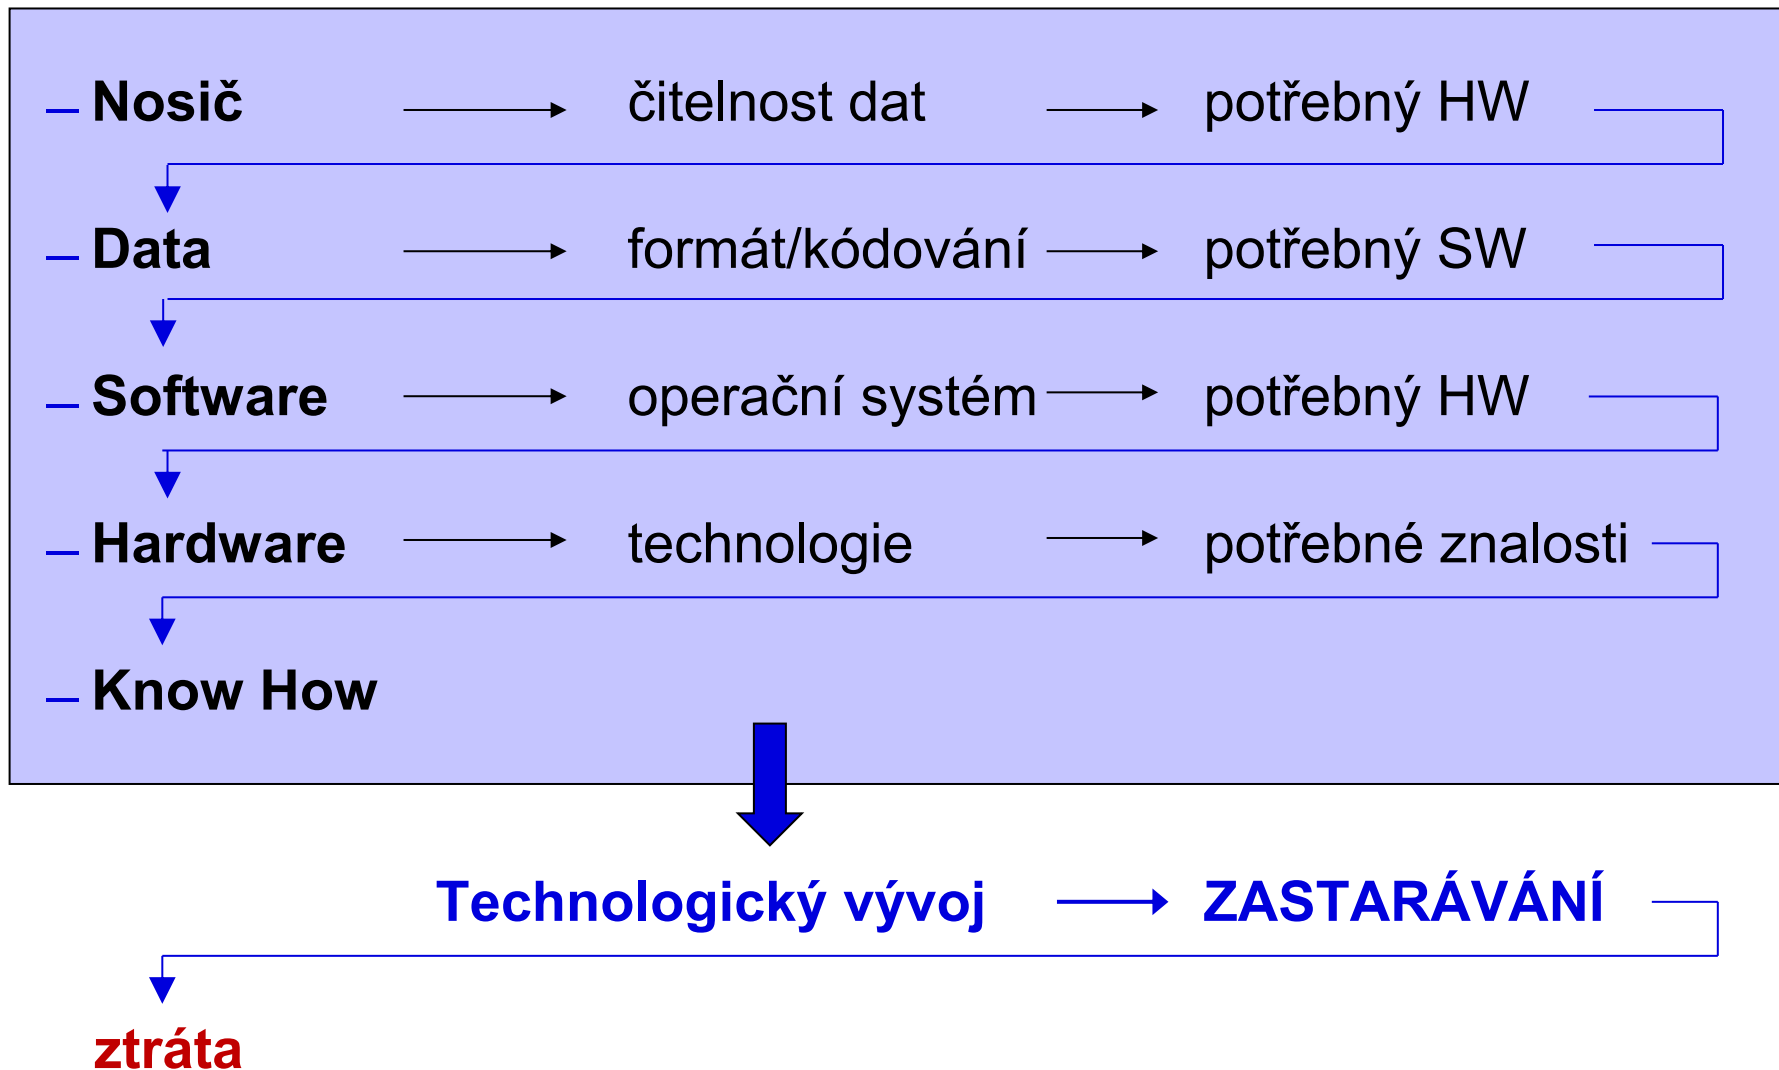 Nosič čitelnost dat potřebný HW
Data formát/kódování potřebný SW
Software operační systém potřebný HW
Hardware technologie potřebné znalosti
Know How
Technologický vývoj ZASTARÁVÁNÍ
ztráta